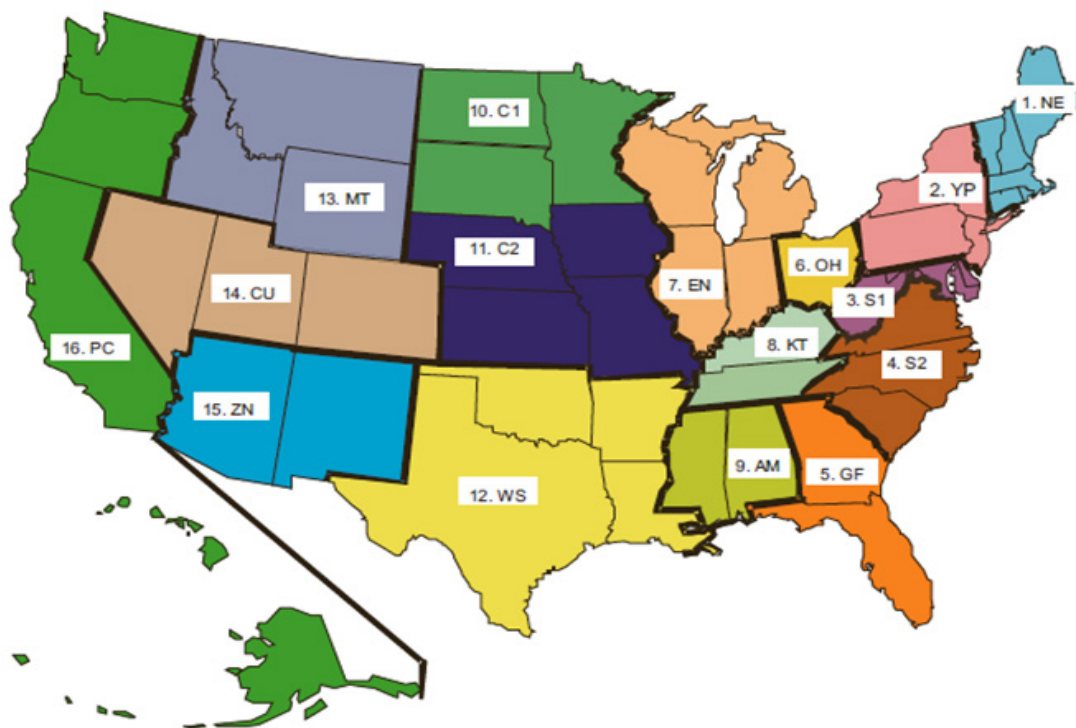 1. NE
2. YP
3. S1
4. S2
5. GF
6. OH
7. EN
8. KT
9. AM
10. C1
11. C2
12. WS
13. MT
14. CU
15. ZN
16. PC